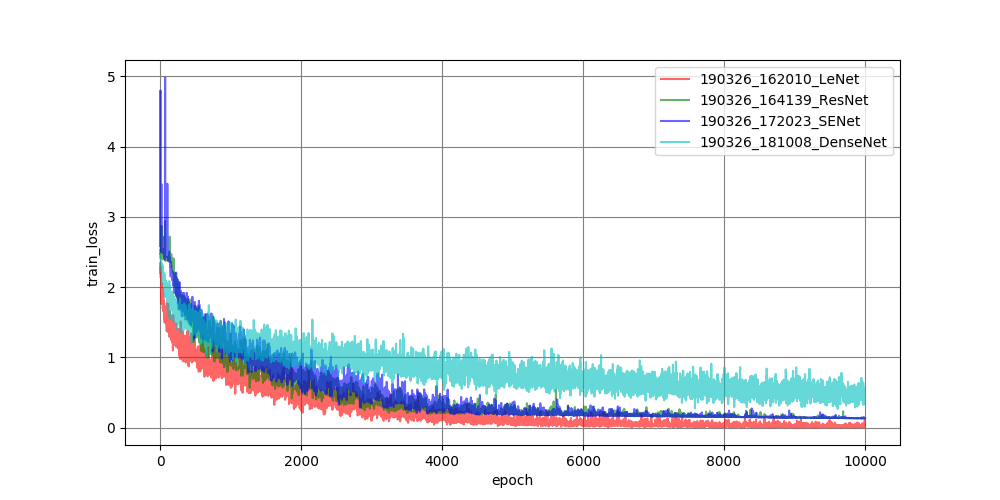 5
4
3
2
1
0
train_loss
190326_162010_LeNet
190326_164139_ResNet
190326_172023_SENet
190326_181008_DenseNet
0 2000 4000 6000 8000 10000
epoch